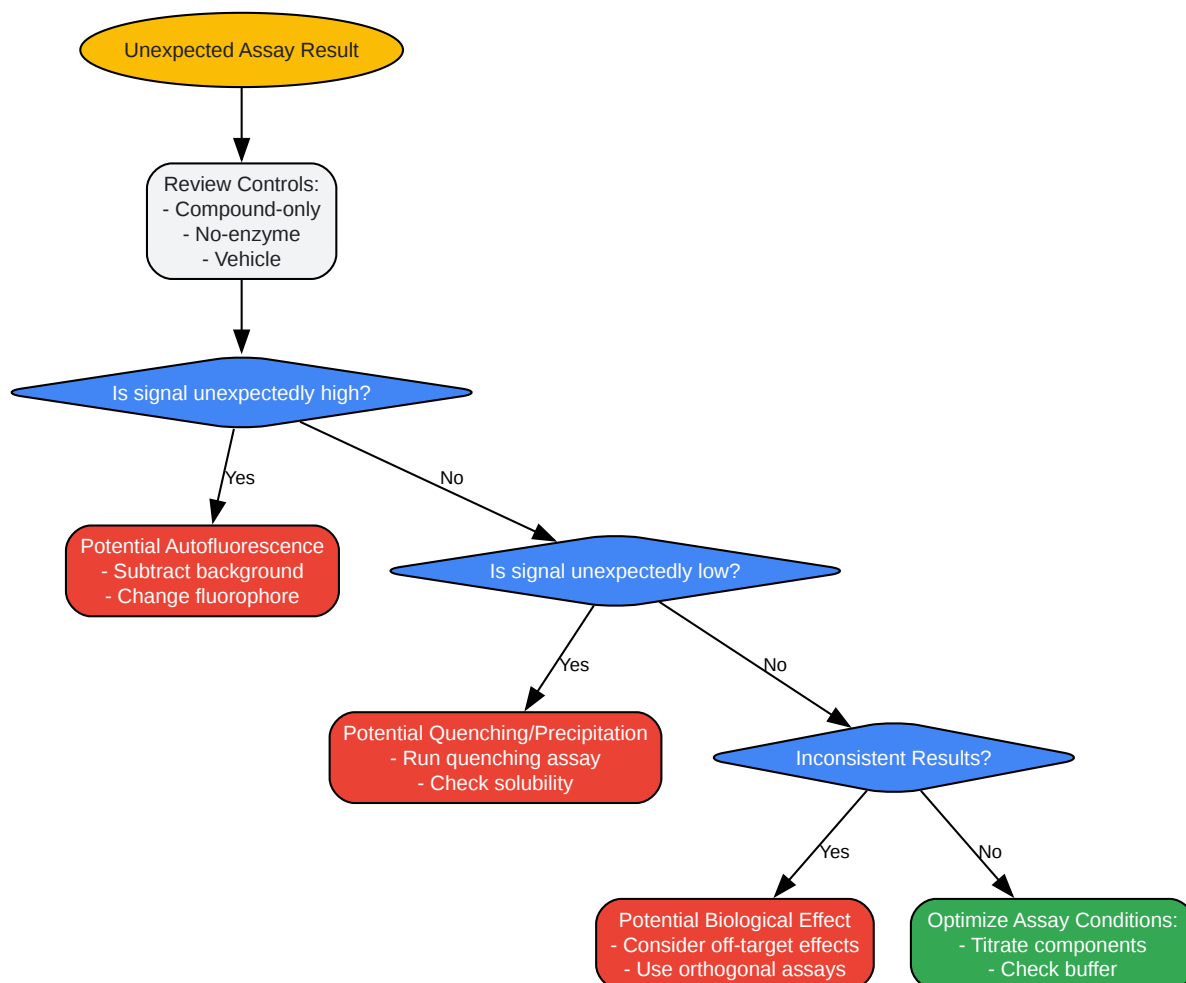 Unexpected Assay Result
Review Controls:
- Compound-only
- No-enzyme
- Vehicle
Is signal unexpectedly high?
Yes
No
Potential Autofluorescence
- Subtract background
- Change fluorophore
Is signal unexpectedly low?
Yes
No
Potential Quenching/Precipitation
- Run quenching assay
- Check solubility
Inconsistent Results?
Yes
No
Potential Biological Effect
- Consider off-target effects
- Use orthogonal assays
Optimize Assay Conditions:
- Titrate components
- Check buffer